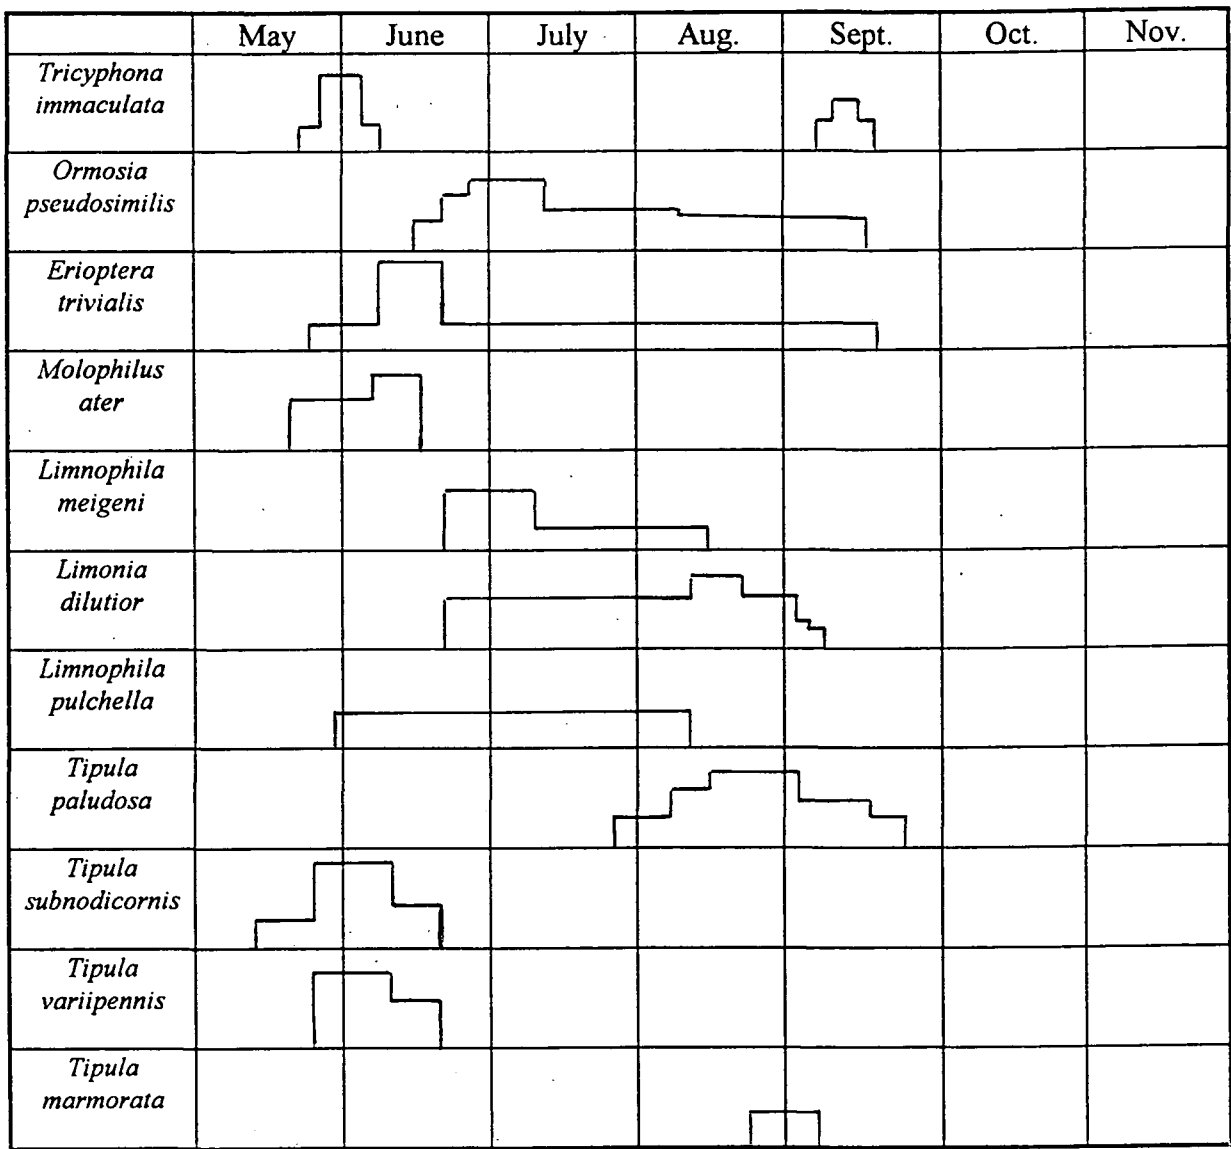 May June July Aug. Sept. Oct. Nov.
Tricyphona
immaculata
Ormosia
pseudosimilis
Erioptera
trivialis
Molophilus
ater
Limnophila
meigeni
Limonia
dilutior
Limnophila
pulchella
Tipula
paludosa
Tipula
subnodicornis
Tipula
variipennis
Tipula
marmorata